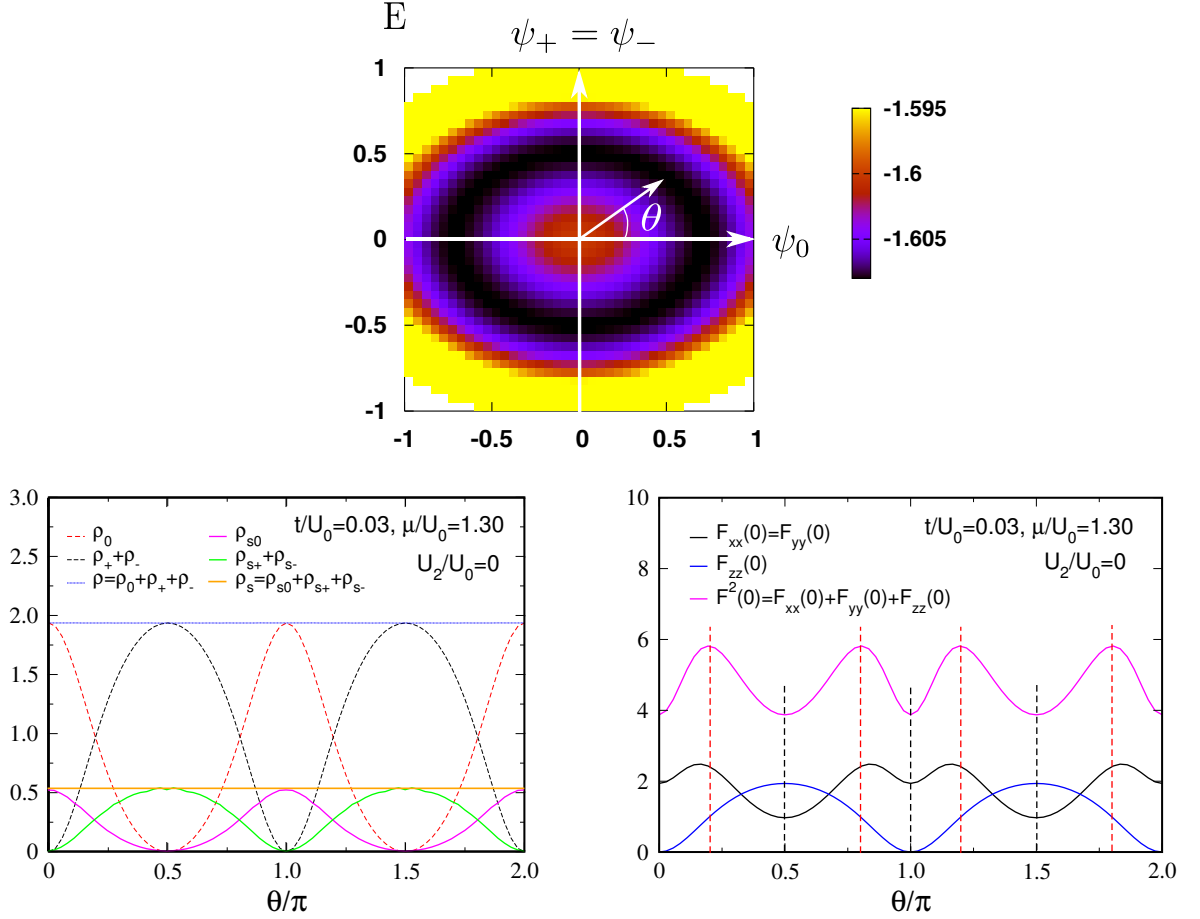 E
ψ₊ = ψ₋
1
0.5
0
-0.5
-1
-1 -0.5 0 0.5 1
θ
ψ₀
-1.595
-1.6
-1.605
3.0
2.5
2.0
1.5
1.0
0.5
0
t/U₀=0.03, μ/U₀=1.30
U₂/U₀=0
ρ₀
ρ₊+ρ₋
ρ=ρ₀+ρ₊+ρ₋
ρₛ₀
ρₛ₊+ρₛ₋
ρₛ=ρₛ₀+ρₛ₊+ρₛ₋
0 0.5 1.0 1.5 2.0
θ/π
10
8
6
4
2
0
t/U₀=0.03, μ/U₀=1.30
U₂/U₀=0
Fₓₓ(0)=F_yy(0)
F_zz(0)
F²(0)=Fₓₓ(0)+F_yy(0)+F_zz(0)
0 0.5 1.0 1.5 2.0
θ/π